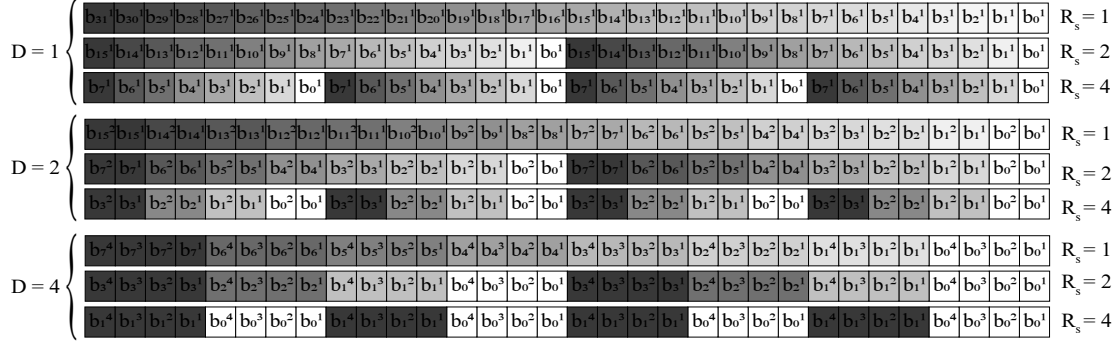 b₃₁¹ b₃₀¹ b₂₉¹ b₂₈¹ b₂₇¹ b₂₆¹ b₂₅¹ b₂₄¹ b₂₃¹ b₂₂¹ b₂₁¹ b₂₀¹ b₁₉¹ b₁₈¹ b₁₇¹ b₁₆¹ b₁₅¹ b₁₄¹ b₁₃¹ b₁₂¹ b₁₁¹ b₁₀¹ b₉¹ b₈¹ b₇¹ b₆¹ b₅¹ b₄¹ b₃¹ b₂¹ b₁¹ b₀¹ Rₛ = 1
D = 1 b₁₅¹ b₁₄¹ b₁₃¹ b₁₂¹ b₁₁¹ b₁₀¹ b₉¹ b₈¹ b₇¹ b₆¹ b₅¹ b₄¹ b₃¹ b₂¹ b₁¹ b₀¹ b₁₅¹ b₁₄¹ b₁₃¹ b₁₂¹ b₁₁¹ b₁₀¹ b₉¹ b₈¹ b₇¹ b₆¹ b₅¹ b₄¹ b₃¹ b₂¹ b₁¹ b₀¹ Rₛ = 2
b₇¹ b₆¹ b₅¹ b₄¹ b₃¹ b₂¹ b₁¹ b₀¹ b₇¹ b₆¹ b₅¹ b₄¹ b₃¹ b₂¹ b₁¹ b₀¹ b₇¹ b₆¹ b₅¹ b₄¹ b₃¹ b₂¹ b₁¹ b₀¹ b₇¹ b₆¹ b₅¹ b₄¹ b₃¹ b₂¹ b₁¹ b₀¹ Rₛ = 4
b₁₅² b₁₅¹ b₁₄² b₁₄¹ b₁₃² b₁₃¹ b₁₂² b₁₂¹ b₁₁² b₁₁¹ b₁₀² b₁₀¹ b₉² b₉¹ b₈² b₈¹ b₇² b₇¹ b₆² b₆¹ b₅² b₅¹ b₄² b₄¹ b₃² b₃¹ b₂² b₂¹ b₁² b₁¹ b₀² b₀¹ Rₛ = 1
D = 2 b₇² b₇¹ b₆² b₆¹ b₅² b₅¹ b₄² b₄¹ b₃² b₃¹ b₂² b₂¹ b₁² b₁¹ b₀² b₀¹ b₇² b₇¹ b₆² b₆¹ b₅² b₅¹ b₄² b₄¹ b₃² b₃¹ b₂² b₂¹ b₁² b₁¹ b₀² b₀¹ Rₛ = 2
b₃² b₃¹ b₂² b₂¹ b₁² b₁¹ b₀² b₀¹ b₃² b₃¹ b₂² b₂¹ b₁² b₁¹ b₀² b₀¹ b₃² b₃¹ b₂² b₂¹ b₁² b₁¹ b₀² b₀¹ b₃² b₃¹ b₂² b₂¹ b₁² b₁¹ b₀² b₀¹ Rₛ = 4
b₇⁴ b₇³ b₇² b₇¹ b₆⁴ b₆³ b₆² b₆¹ b₅⁴ b₅³ b₅² b₅¹ b₄⁴ b₄³ b₄² b₄¹ b₃⁴ b₃³ b₃² b₃¹ b₂⁴ b₂³ b₂² b₂¹ b₁⁴ b₁³ b₁² b₁¹ b₀⁴ b₀³ b₀² b₀¹ Rₛ = 1
D = 4 b₃⁴ b₃³ b₃² b₃¹ b₂⁴ b₂³ b₂² b₂¹ b₁⁴ b₁³ b₁² b₁¹ b₀⁴ b₀³ b₀² b₀¹ b₃⁴ b₃³ b₃² b₃¹ b₂⁴ b₂³ b₂² b₂¹ b₁⁴ b₁³ b₁² b₁¹ b₀⁴ b₀³ b₀² b₀¹ Rₛ = 2
b₁⁴ b₁³ b₁² b₁¹ b₀⁴ b₀³ b₀² b₀¹ b₁⁴ b₁³ b₁² b₁¹ b₀⁴ b₀³ b₀² b₀¹ b₁⁴ b₁³ b₁² b₁¹ b₀⁴ b₀³ b₀² b₀¹ b₁⁴ b₁³ b₁² b₁¹ b₀⁴ b₀³ b₀² b₀¹ Rₛ = 4